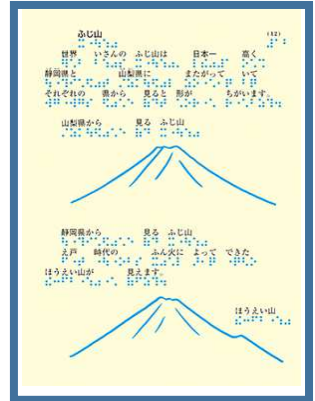 ふじ山 (12)
世界 いさんの ふじ山は 日本一 高く
静岡県と 山梨県に またがって いて
それぞれの 県から 見ると 形が ちがいます。
山梨県から 見る ふじ山
静岡県から 見る ふじ山
え戸 時代の ふん火に よって できた
ほうえい山が 見えます。
ほうえい山